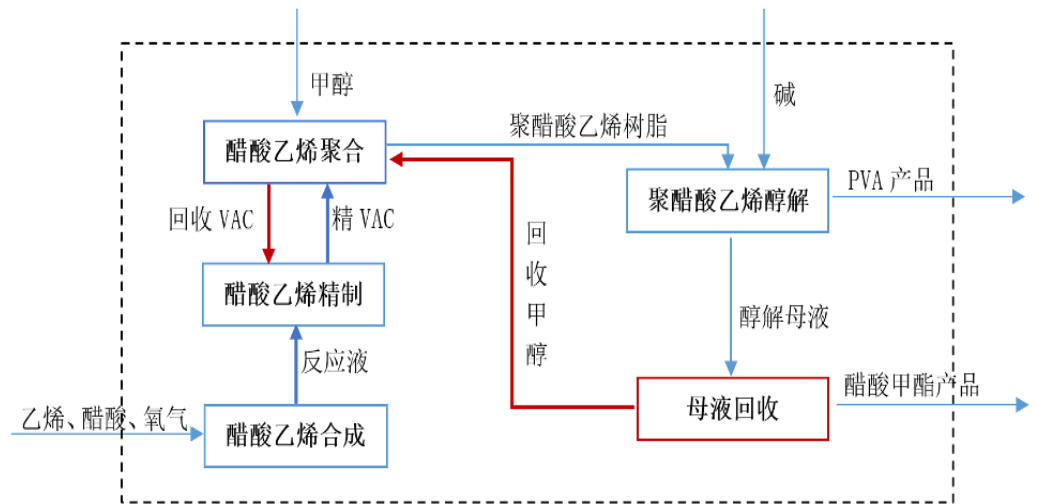 甲醇
碱
醋酸乙烯聚合
聚醋酸乙烯树脂
聚醋酸乙烯醇解
PVA 产品
回收 VAC
精 VAC
回收甲醇
醋酸乙烯精制
醇解母液
反应液
母液回收
醋酸甲酯产品
乙烯、醋酸、氧气
醋酸乙烯合成